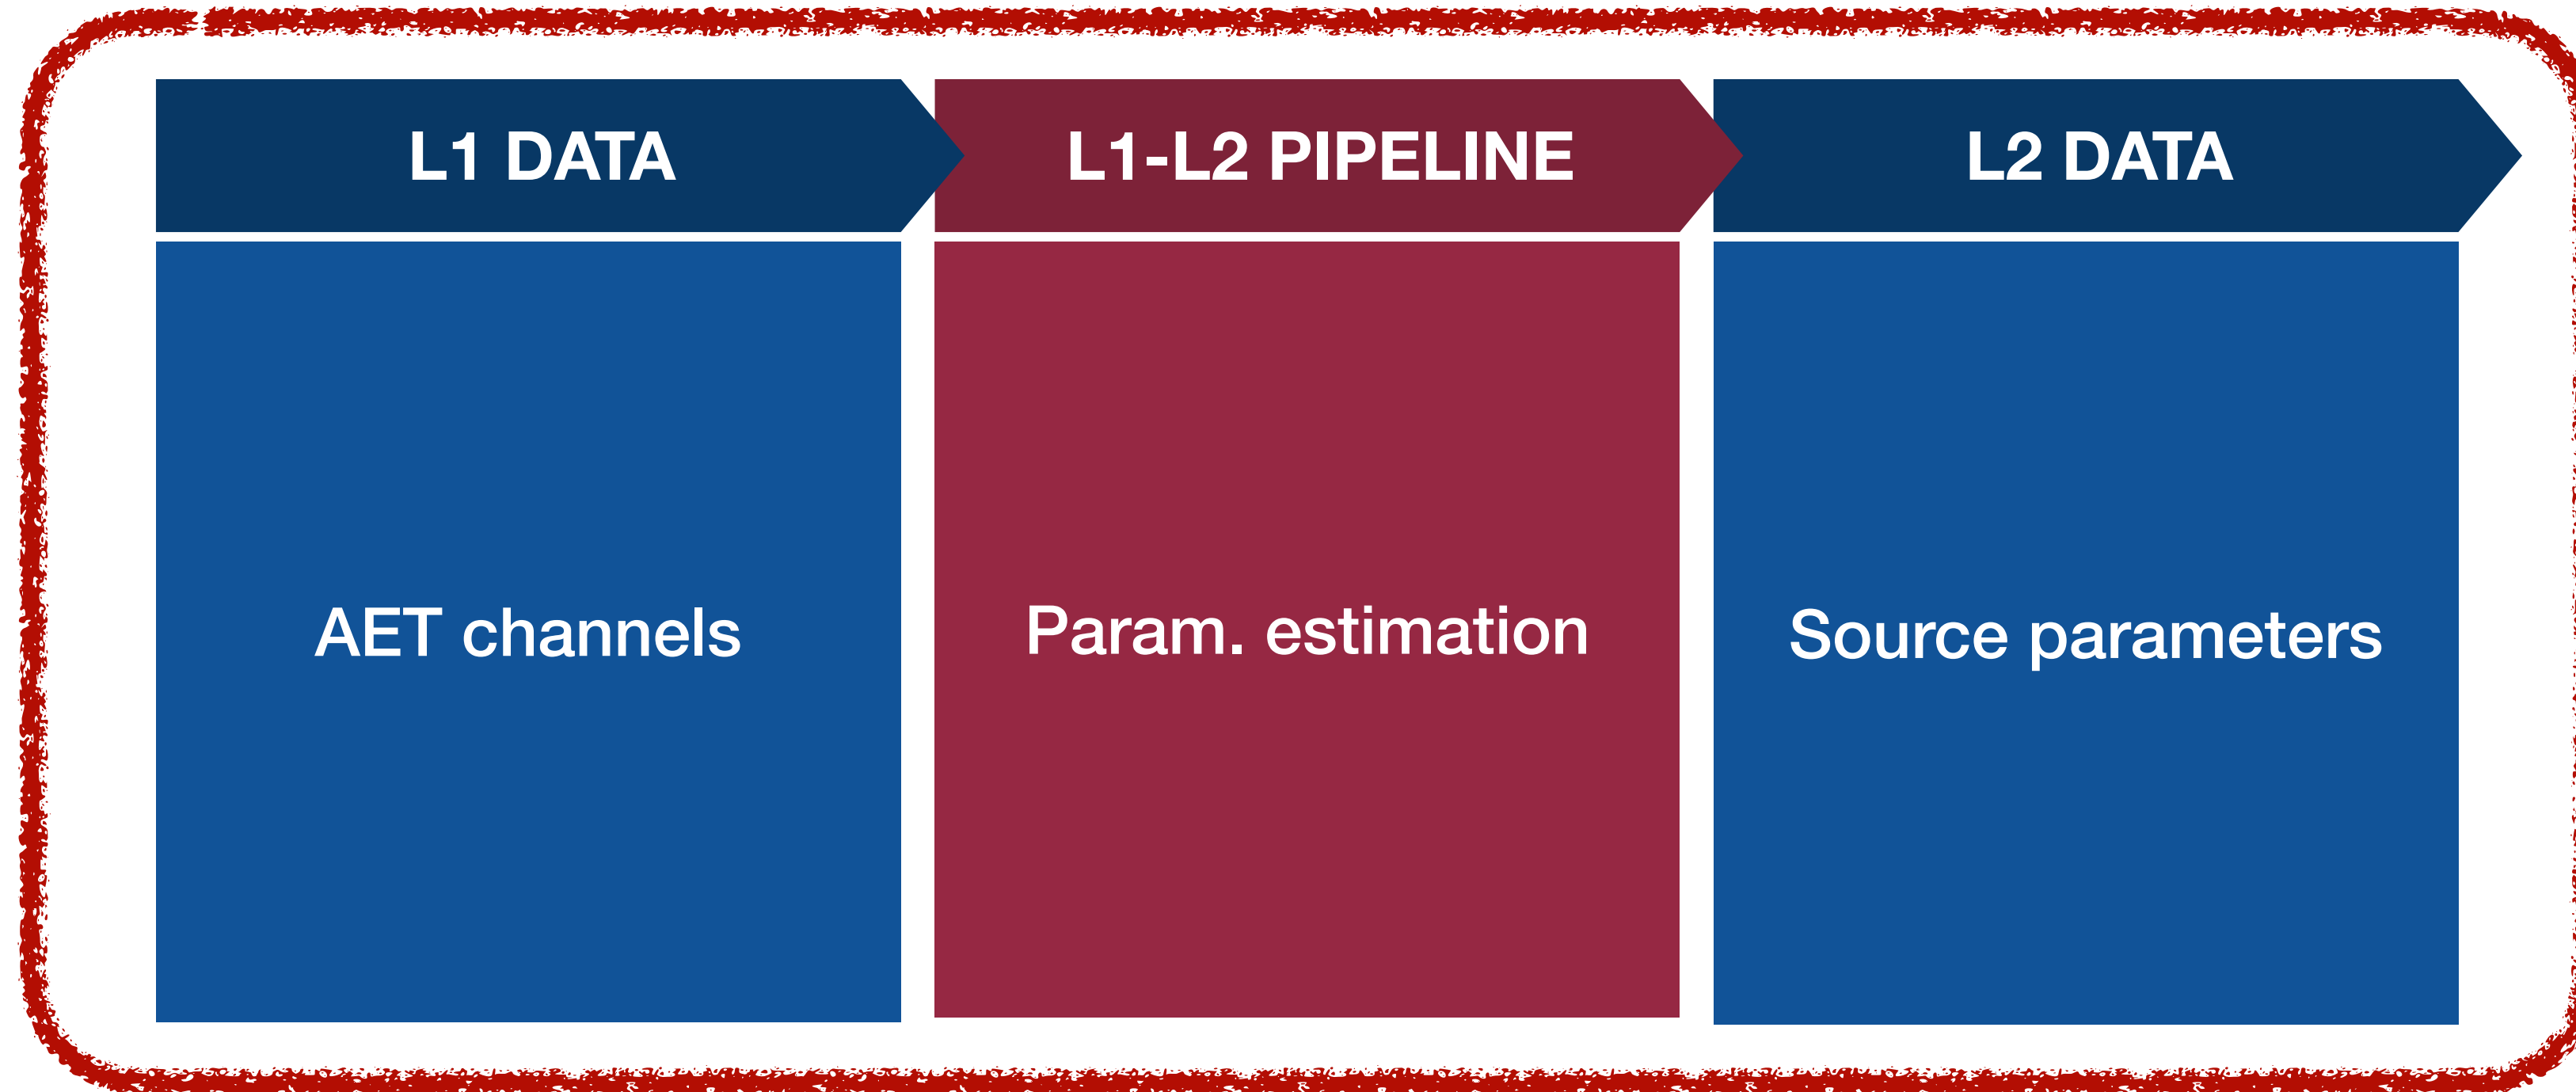 L1 DATA
L1-L2 PIPELINE
L2 DATA
AET channels
Param. estimation
Source parameters